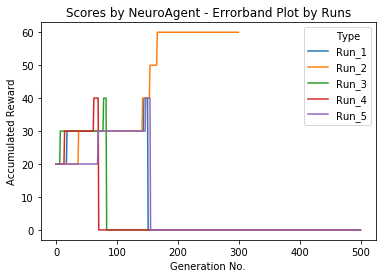 Scores by NeuroAgent - Errorband Plot by Runs
Type
Run_1
Run_2
Run_3
Run_4
Run_5
Accumulated Reward
60
50
40
30
20
10
0
0 100 200 300 400 500
Generation No.